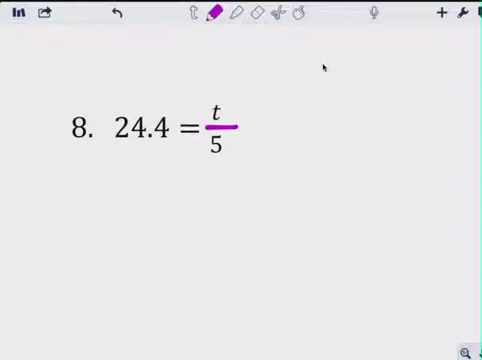 8. 24.4 = t/5